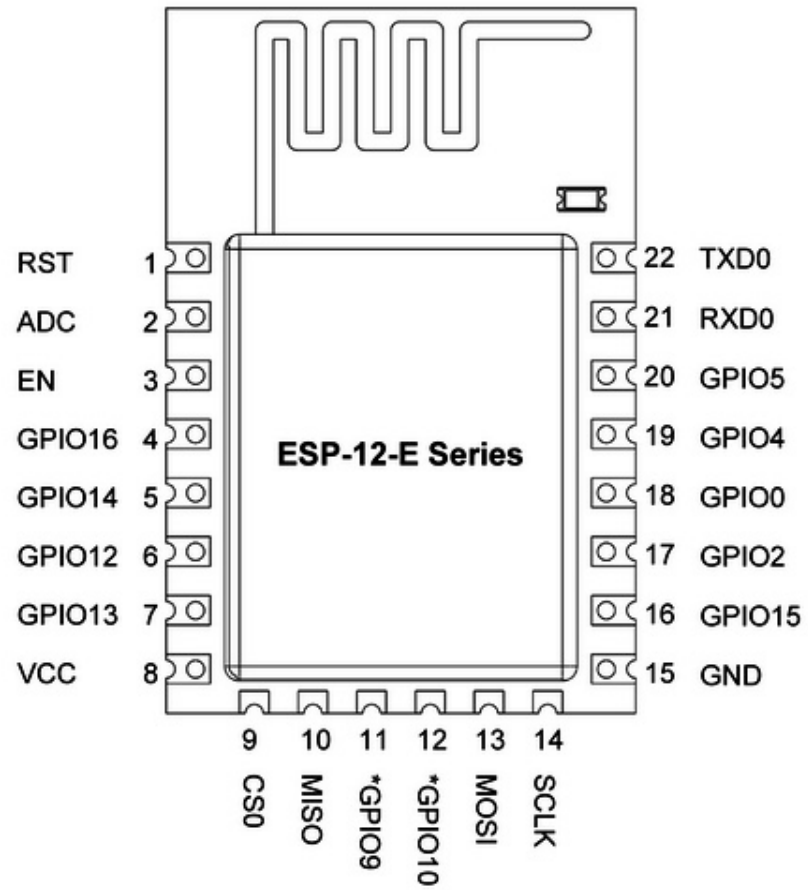 RST 1
ADC 2
EN 3
GPIO16 4
GPIO14 5
GPIO12 6
GPIO13 7
VCC 8
ESP-12-E Series
22 TXD0
21 RXD0
20 GPIO5
19 GPIO4
18 GPIO0
17 GPIO2
16 GPIO15
15 GND
9 10 11 12 13 14
CS0
MISO
*GPIO9
*GPIO10
MOSI
SCLK